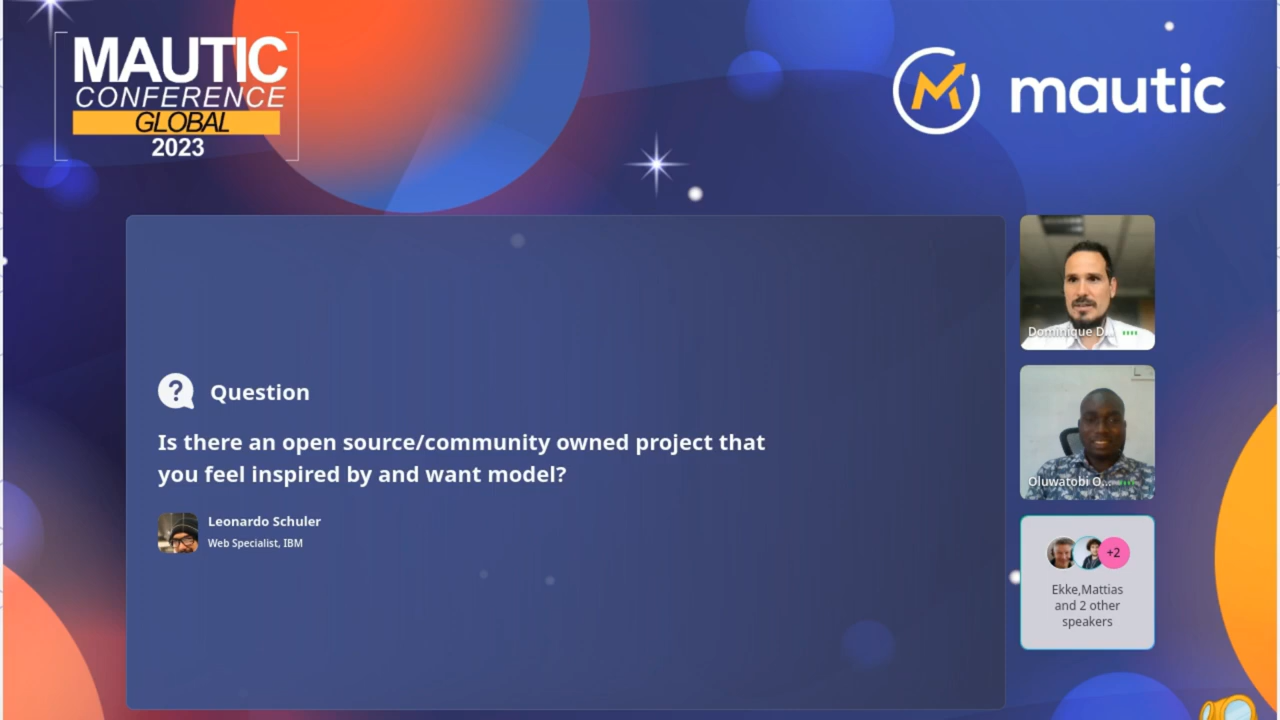 MAUTIC
CONFERENCE
GLOBAL
2023
mautic
Question
Is there an open source/community owned project that
you feel inspired by and want model?
Leonardo Schuler
Web Specialist, IBM
Dominique D...
Oluwatobi O...
+2
Ekke,Mattias
and 2 other
speakers